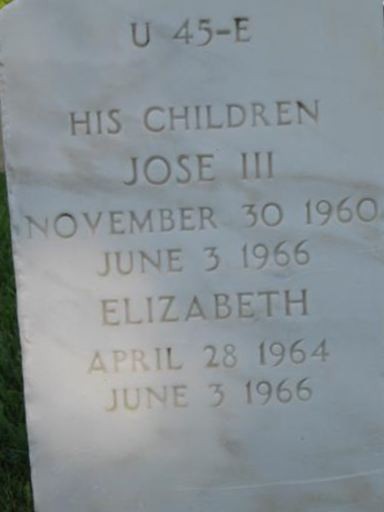 U 45-E
HIS CHILDREN
JOSE III
NOVEMBER 30 1960
JUNE 3 1966
ELIZABETH
APRIL 28 1964
JUNE 3 1966